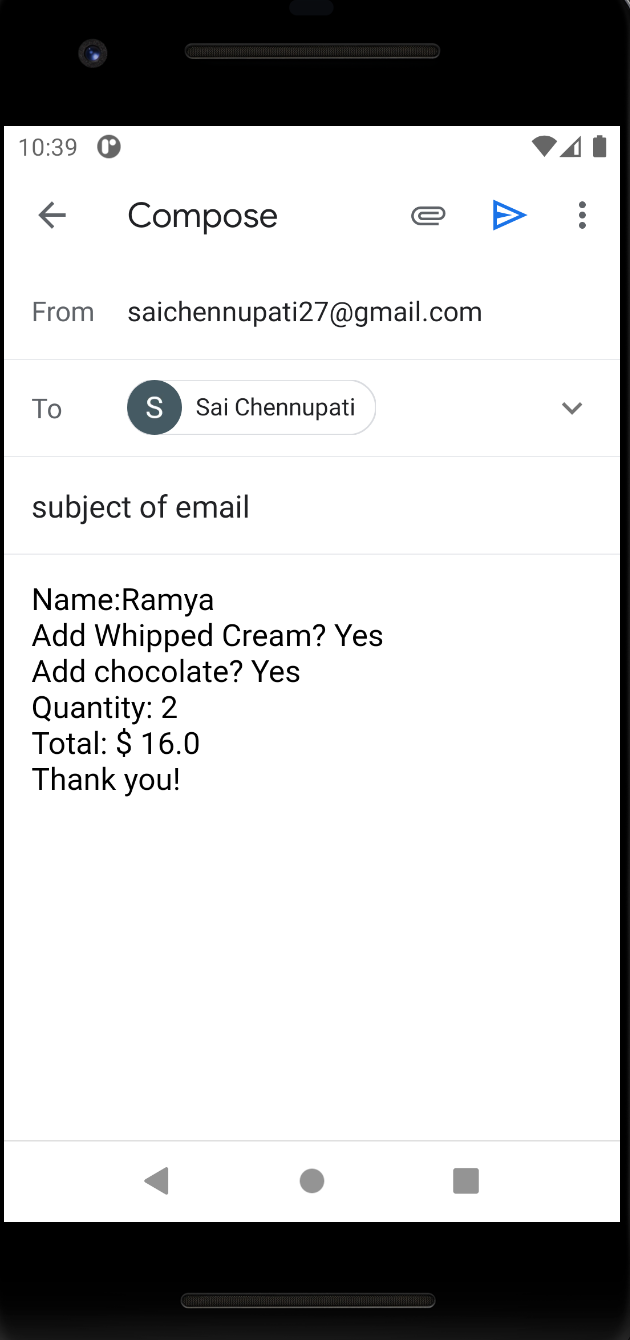 10:39
Compose
From saichennupati27@gmail.com
To S Sai Chennupati
subject of email
Name:Ramya
Add Whipped Cream? Yes
Add chocolate? Yes
Quantity: 2
Total: $ 16.0
Thank you!